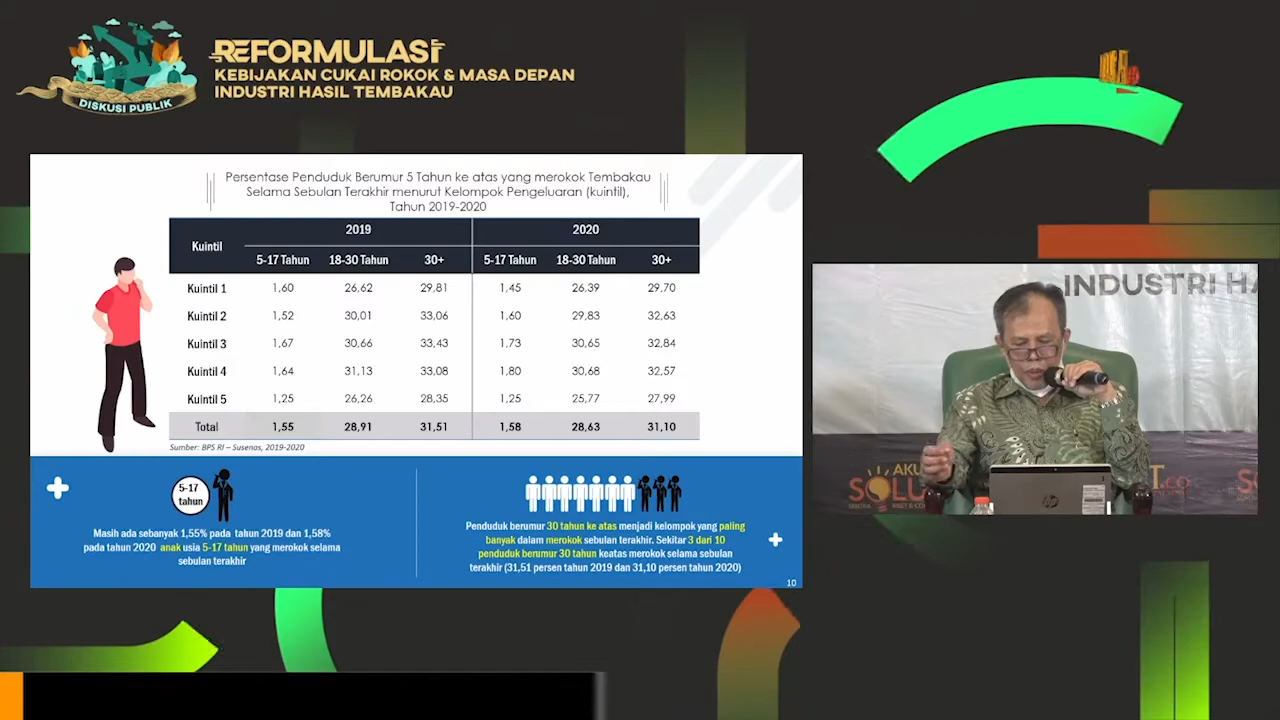 DISKUSI PUBLIK
REFORMULASI
KEBIJAKAN CUKAI ROKOK & MASA DEPAN
INDUSTRI HASIL TEMBAKAU
Persentase Penduduk Berumur 5 Tahun ke atas yang merokok Tembakau
Selama Sebulan Terakhir menurut Kelompok Pengeluaran (kuintil),
Tahun 2019-2020
Kuintil 2019 2020
5-17 Tahun 18-30 Tahun 30+ 5-17 Tahun 18-30 Tahun 30+
Kuintil 1 1,60 26,62 29,81 1,45 26,39 29,70
Kuintil 2 1,52 30,01 33,06 1,60 29,83 32,63
Kuintil 3 1,67 30,66 33,43 1,73 30,65 32,84
Kuintil 4 1,64 31,13 33,08 1,80 30,68 32,57
Kuintil 5 1,25 26,26 28,35 1,25 25,77 27,99
Total 1,55 28,91 31,51 1,58 28,63 31,10
Sumber: BPS RI – Susenas, 2019-2020
5-17
tahun
Masih ada sebanyak 1,55% pada tahun 2019 dan 1,58%
pada tahun 2020 anak usia 5-17 tahun yang merokok selama
sebulan terakhir
Penduduk berumur 30 tahun ke atas menjadi kelompok yang paling
banyak dalam merokok sebulan terakhir. Sekitar 3 dari 10
penduduk berumur 30 tahun keatas merokok selama sebulan
terakhir (31,51 persen tahun 2019 dan 31,10 persen tahun 2020)
10
INDUSTRI HA
AKU
SOLU
T.co
hp